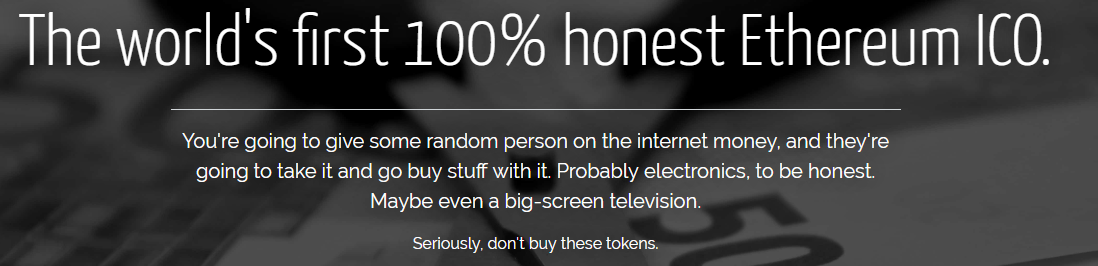 The world's first 100% honest Ethereum ICO.
You're going to give some random person on the internet money, and they're
going to take it and go buy stuff with it. Probably electronics, to be honest.
Maybe even a big-screen television.
Seriously, don't buy these tokens.
50